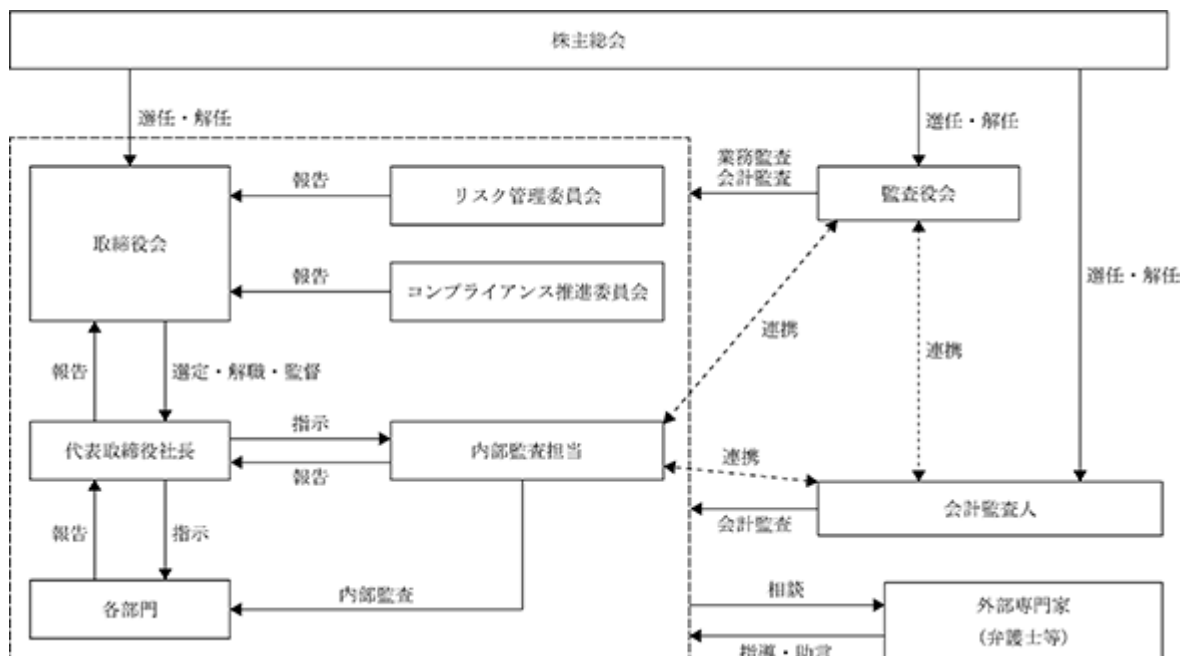 株主総会
選任・解任
選任・解任
業務監査
会計監査
監査役会
報告
リスク管理委員会
取締役会
選任・解任
報告
コンプライアンス推進委員会
連携
連携
報告
選定・解職・監督
代表取締役社長
指示
報告
内部監査担当
連携
会計監査人
会計監査
報告
指示
各部門
内部監査
相談
外部専門家
(弁護士等)
指導・助言